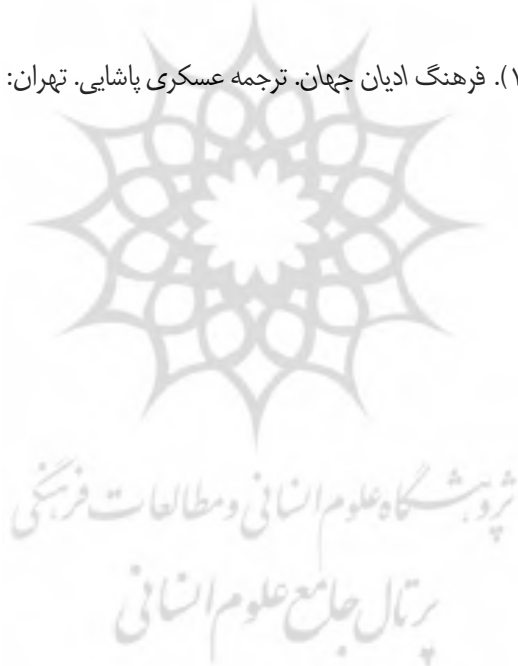 ۱). فرهنگ ادیان جهان. ترجمه عسکری پاشایی. تهران:
پژوهشگاه علوم انسانی و مطالعات فرهنگی
پرتال جامع علوم انسانی